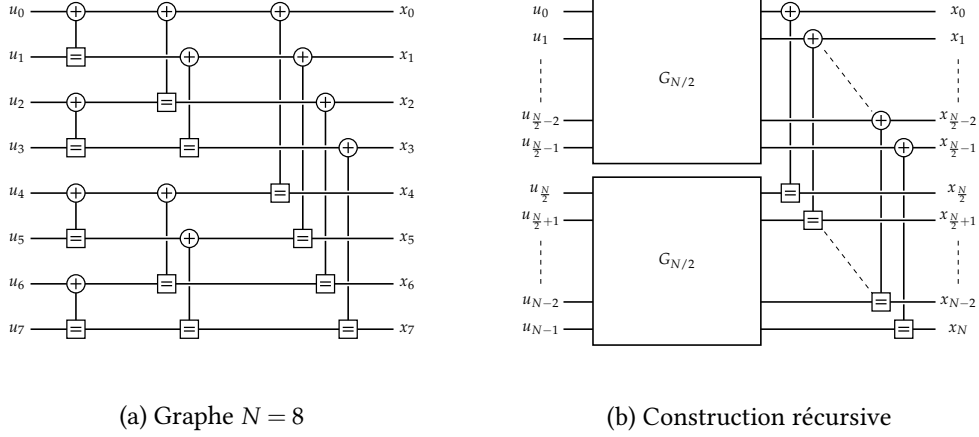 u₀ x₀ u₀ x₀
u₁ x₁ u₁ x₁
G_{N/2}
u₂ x₂ u_{N/2−2} x_{N/2−2}
u₃ x₃ u_{N/2−1} x_{N/2−1}
u₄ x₄ u_{N/2} x_{N/2}
u₅ x₅ u_{N/2+1} x_{N/2+1}
G_{N/2}
u₆ x₆ u_{N−2} x_{N−2}
u₇ x₇ u_{N−1} x_N
(a) Graphe N = 8 (b) Construction récursive